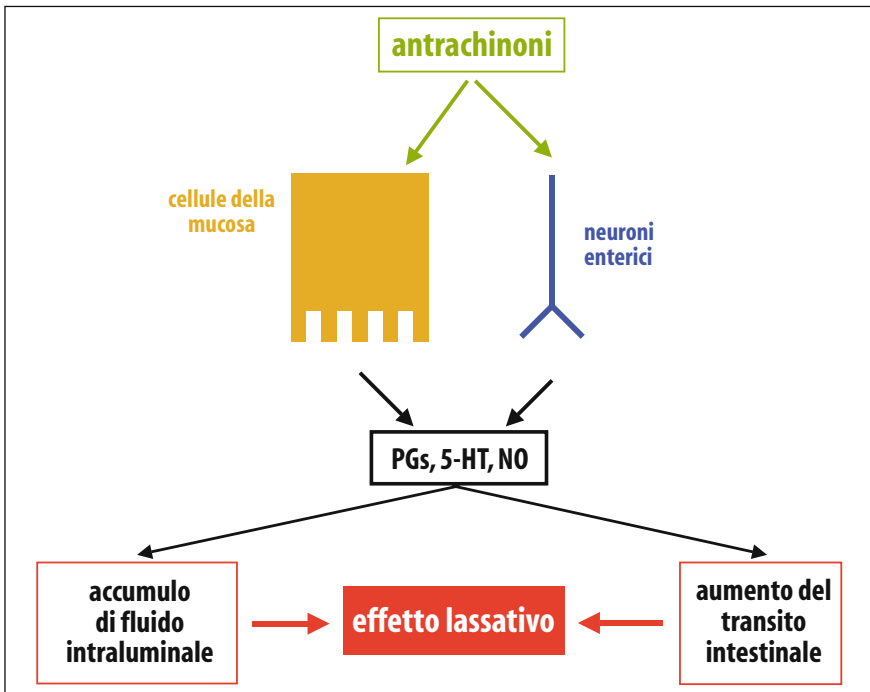 antrachinoni
cellule della
mucosa
neuroni
enterici
PGs, 5-HT, NO
accumulo
di fluido
intraluminale
effetto lassativo
aumento del
transito
intestinale